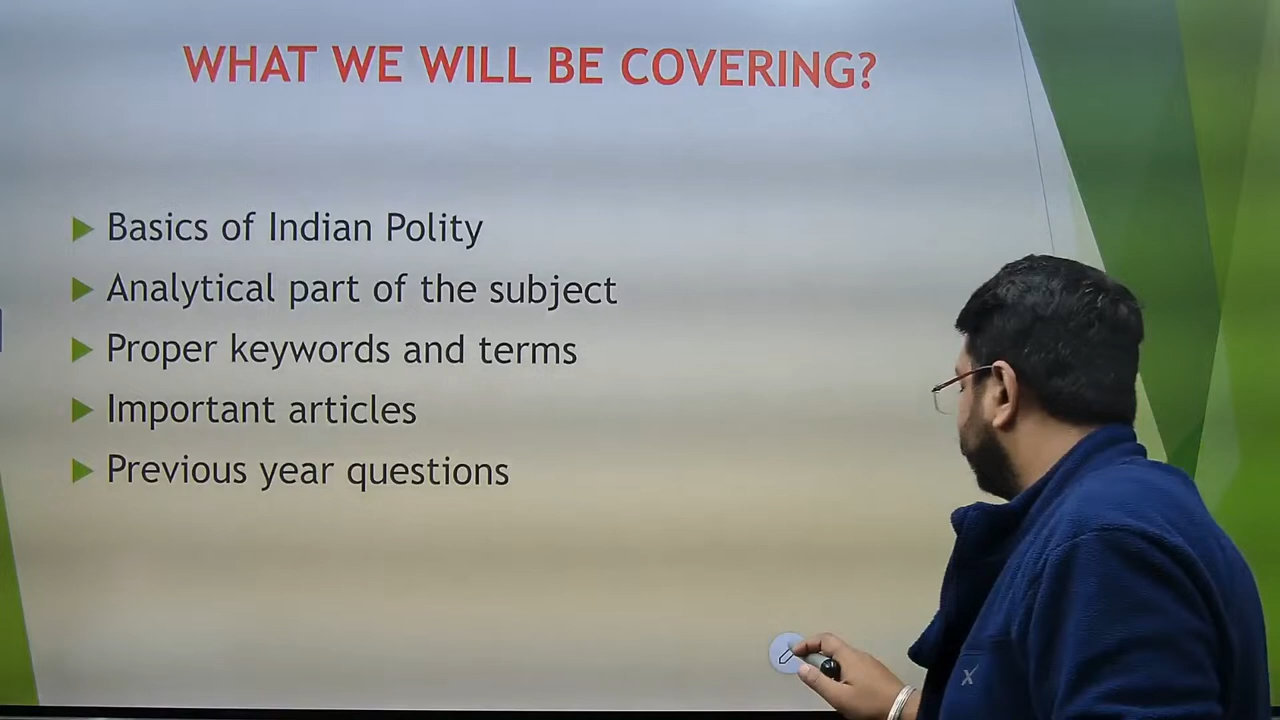 WHAT WE WILL BE COVERING?
Basics of Indian Polity
Analytical part of the subject
Proper keywords and terms
Important articles
Previous year questions